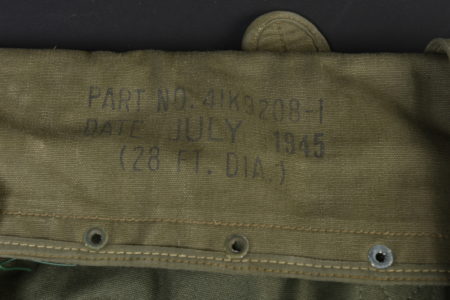 PART NO. 41K9208-1
DATE JULY 1945
(28 FT. DIA.)